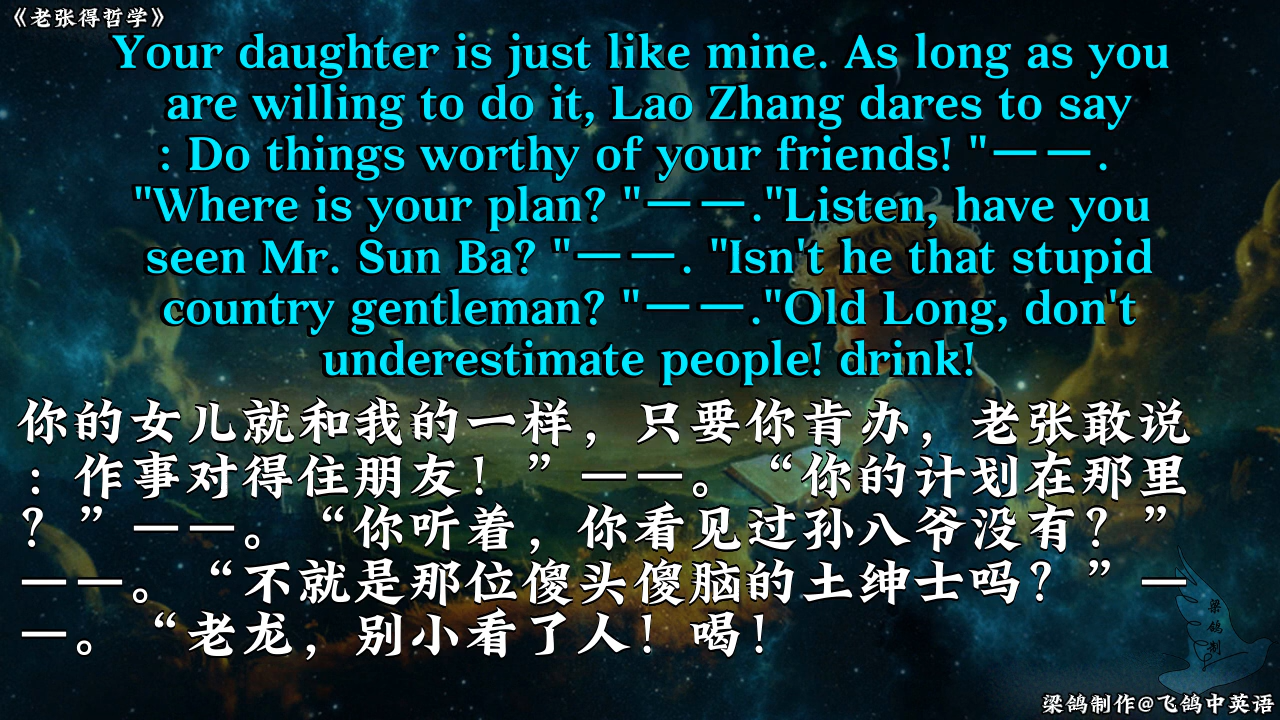 《老张得哲学》
Your daughter is just like mine. As long as you
are willing to do it, Lao Zhang dares to say
: Do things worthy of your friends! "——.
"Where is your plan? "——."Listen, have you
seen Mr. Sun Ba? "——. "Isn't he that stupid
country gentleman? "——."Old Long, don't
underestimate people! drink!
你的女儿就和我的一样，只要你肯办，老张敢说
：作事对得住朋友！”——。“你的计划在那里
？”——。“你听着，你看见过孙八爷没有？”
——。“不就是那位傻头傻脑的土绅士吗？”—
—。“老龙，别小看了人！喝！
梁
鸽
制
梁鸽制作@飞鸽中英语